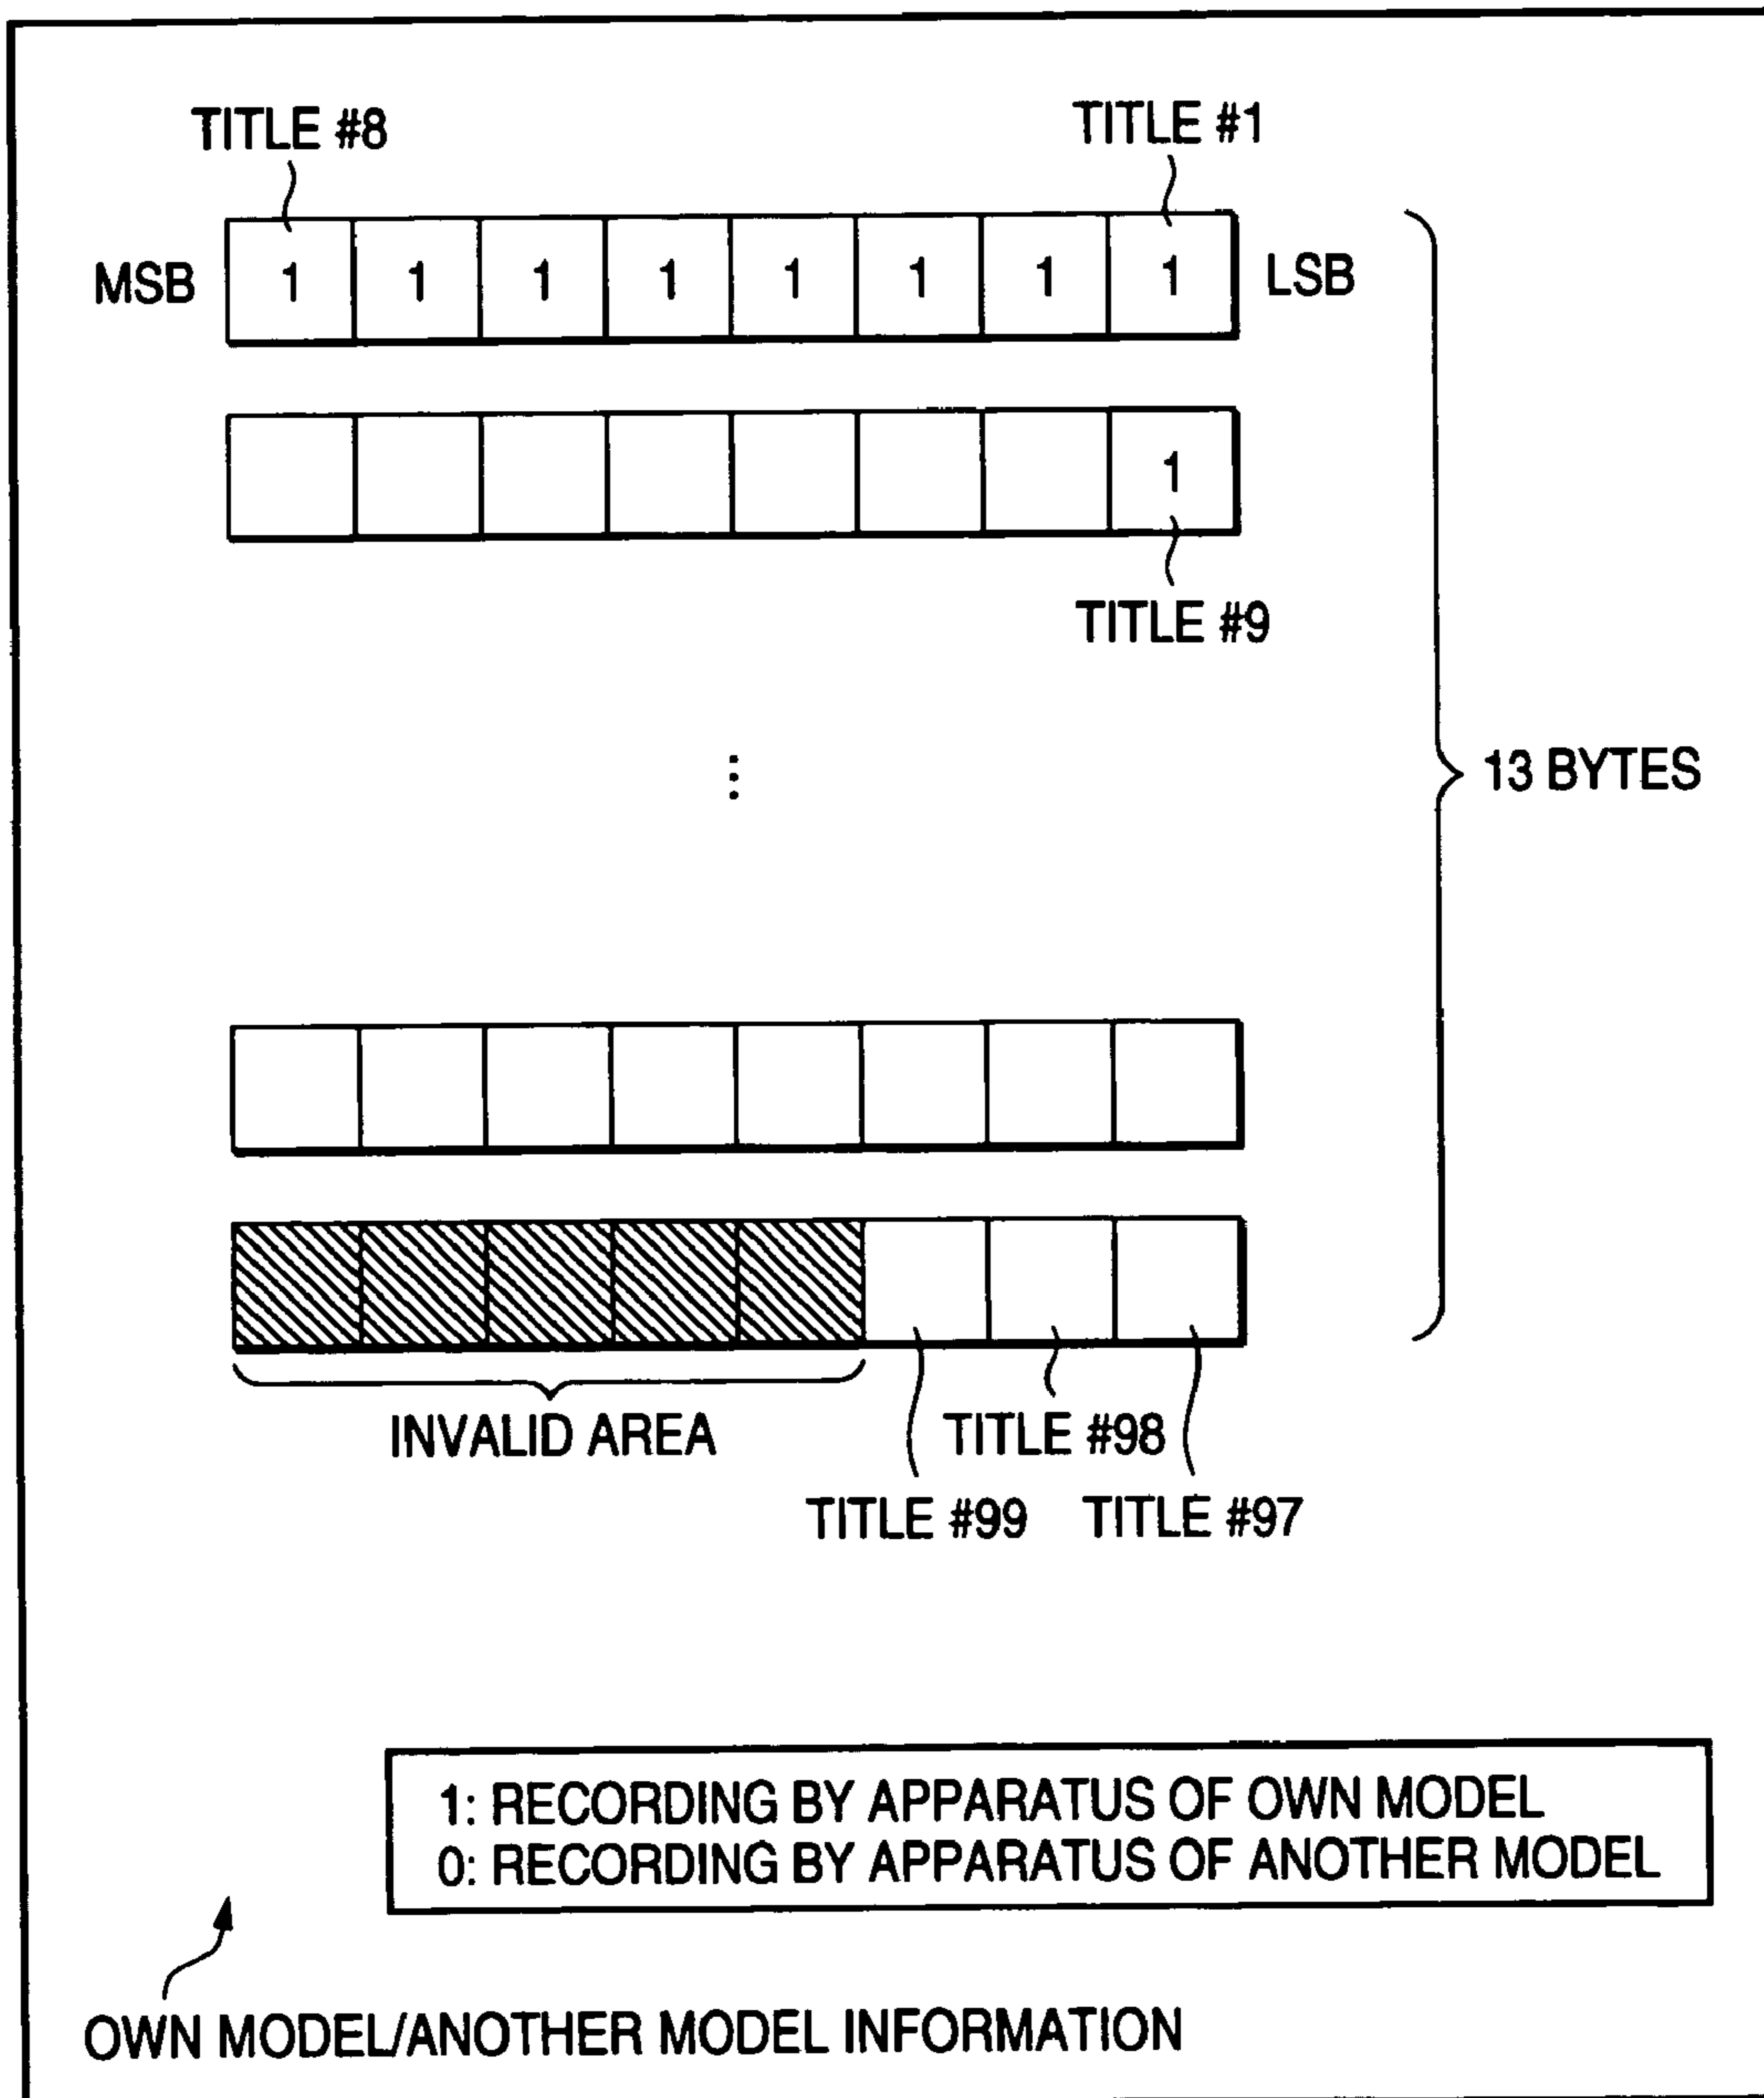 TITLE #8 TITLE #1
MSB 1 1 1 1 1 1 1 1 LSB
1
TITLE #9
⋮
13 BYTES
INVALID AREA TITLE #98
TITLE #99 TITLE #97
1: RECORDING BY APPARATUS OF OWN MODEL
0: RECORDING BY APPARATUS OF ANOTHER MODEL
OWN MODEL/ANOTHER MODEL INFORMATION